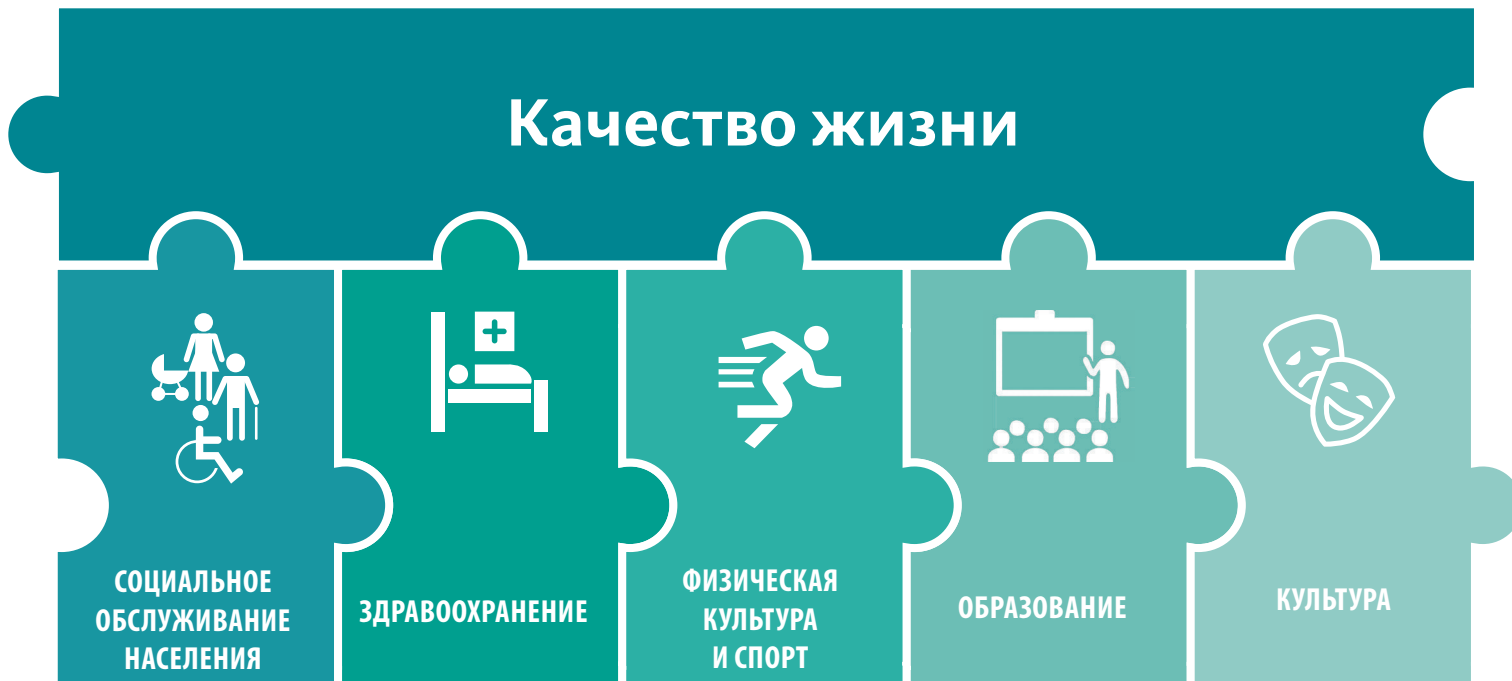 Качество жизни
СОЦИАЛЬНОЕ
ОБСЛУЖИВАНИЕ
НАСЕЛЕНИЯ
ЗДРАВООХРАНЕНИЕ
ФИЗИЧЕСКАЯ
КУЛЬТУРА
И СПОРТ
ОБРАЗОВАНИЕ
КУЛЬТУРА